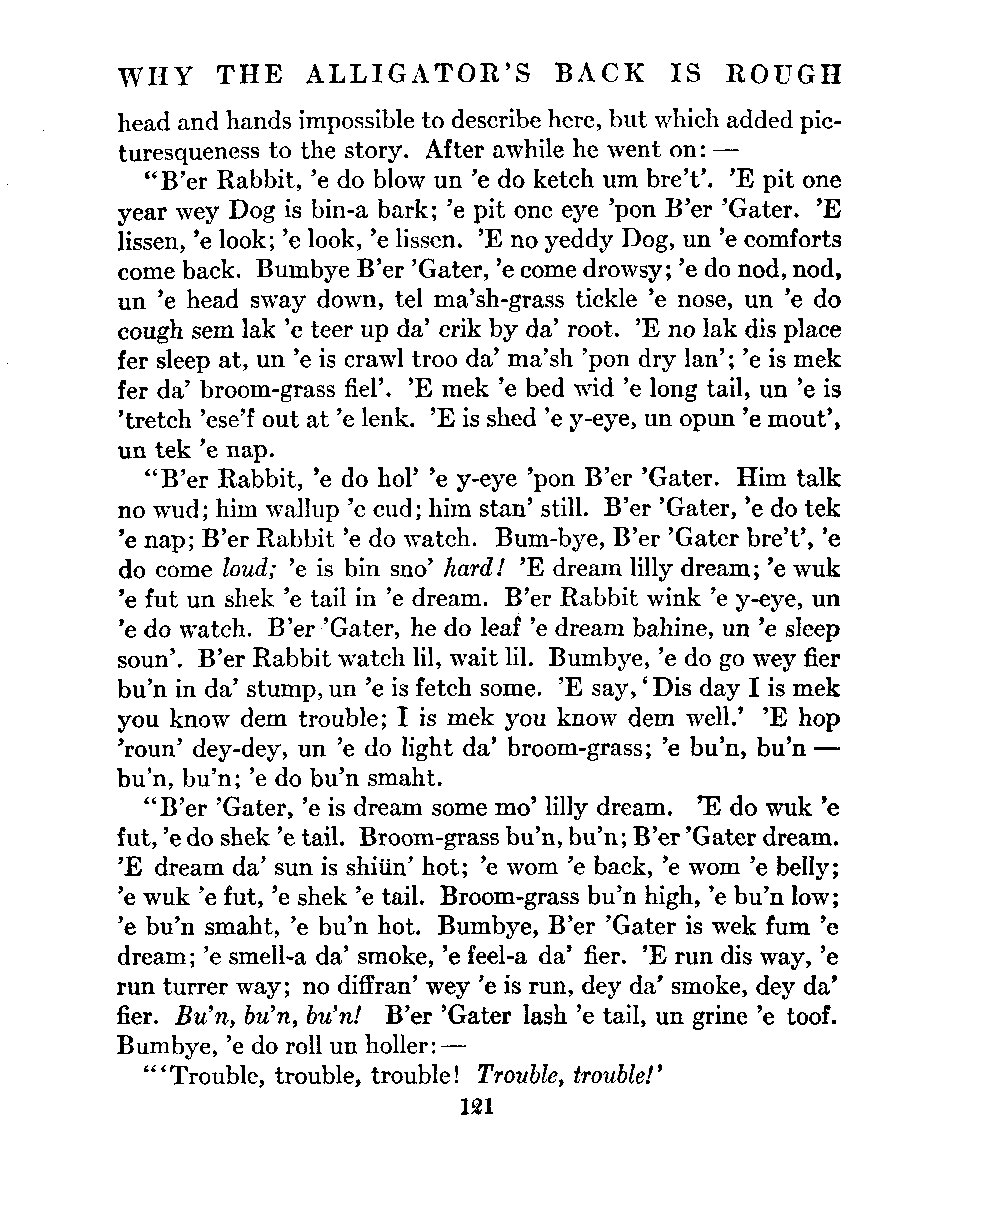 WHY THE ALLIGATOR'S BACK IS ROUGH
head and hands impossible to describe here, but which added pic-
turesqueness to the story. After awhile he went on: —
“B'er Rabbit, 'e do blow un 'e do ketch um bre't'. 'E pit one
year wey Dog is bin-a bark; 'e pit one eye 'pon B'er 'Gater. 'E
lissen, 'e look; 'e look, 'e lissen. 'E no yeddy Dog, un 'e comforts
come back. Bumbye B'er 'Gater, 'e come drowsy; 'e do nod, nod,
un 'e head sway down, tel ma'sh-grass tickle 'e nose, un 'e do
cough sem lak 'e teer up da' crik by da' root. 'E no lak dis place
fer sleep at, un 'e is crawl troo da' ma'sh 'pon dry lan'; 'e is mek
fer da' broom-grass fiel'. 'E mek 'e bed wid 'e long tail, un 'e is
'tretch 'ese'f out at 'e lenk. 'E is shed 'e y-eye, un opun 'e mout',
un tek 'e nap.
“B'er Rabbit, 'e do hol' 'e y-eye 'pon B'er 'Gater. Him talk
no wud; him wallup 'e cud; him stan' still. B'er 'Gater, 'e do tek
'e nap; B'er Rabbit 'e do watch. Bum-bye, B'er 'Gater bre't', 'e
do come loud; 'e is bin sno' hard! 'E dream lilly dream; 'e wuk
'e fut un shek 'e tail in 'e dream. B'er Rabbit wink 'e y-eye, un
'e do watch. B'er 'Gater, he do leaf 'e dream bahine, un 'e sleep
soun'. B'er Rabbit watch lil, wait lil. Bumbye, 'e do go wey fier
bu'n in da' stump, un 'e is fetch some. 'E say, ‘Dis day I is mek
you know dem trouble; I is mek you know dem well.’ 'E hop
'roun' dey-dey, un 'e do light da' broom-grass; 'e bu'n, bu'n —
bu'n, bu'n; 'e do bu'n smaht.
“B'er 'Gater, 'e is dream some mo' lilly dream. 'E do wuk 'e
fut, 'e do shek 'e tail. Broom-grass bu'n, bu'n; B'er 'Gater dream.
'E dream da' sun is shiün' hot; 'e wom 'e back, 'e wom 'e belly;
'e wuk 'e fut, 'e shek 'e tail. Broom-grass bu'n high, 'e bu'n low;
'e bu'n smaht, 'e bu'n hot. Bumbye, B'er 'Gater is wek fum 'e
dream; 'e smell-a da' smoke, 'e feel-a da' fier. 'E run dis way, 'e
run turrer way; no diffran' wey 'e is run, dey da' smoke, dey da'
fier. Bu'n, bu'n, bu'n! B'er 'Gater lash 'e tail, un grine 'e toof.
Bumbye, 'e do roll un holler: —
“‘Trouble, trouble, trouble! Trouble, trouble!’
121